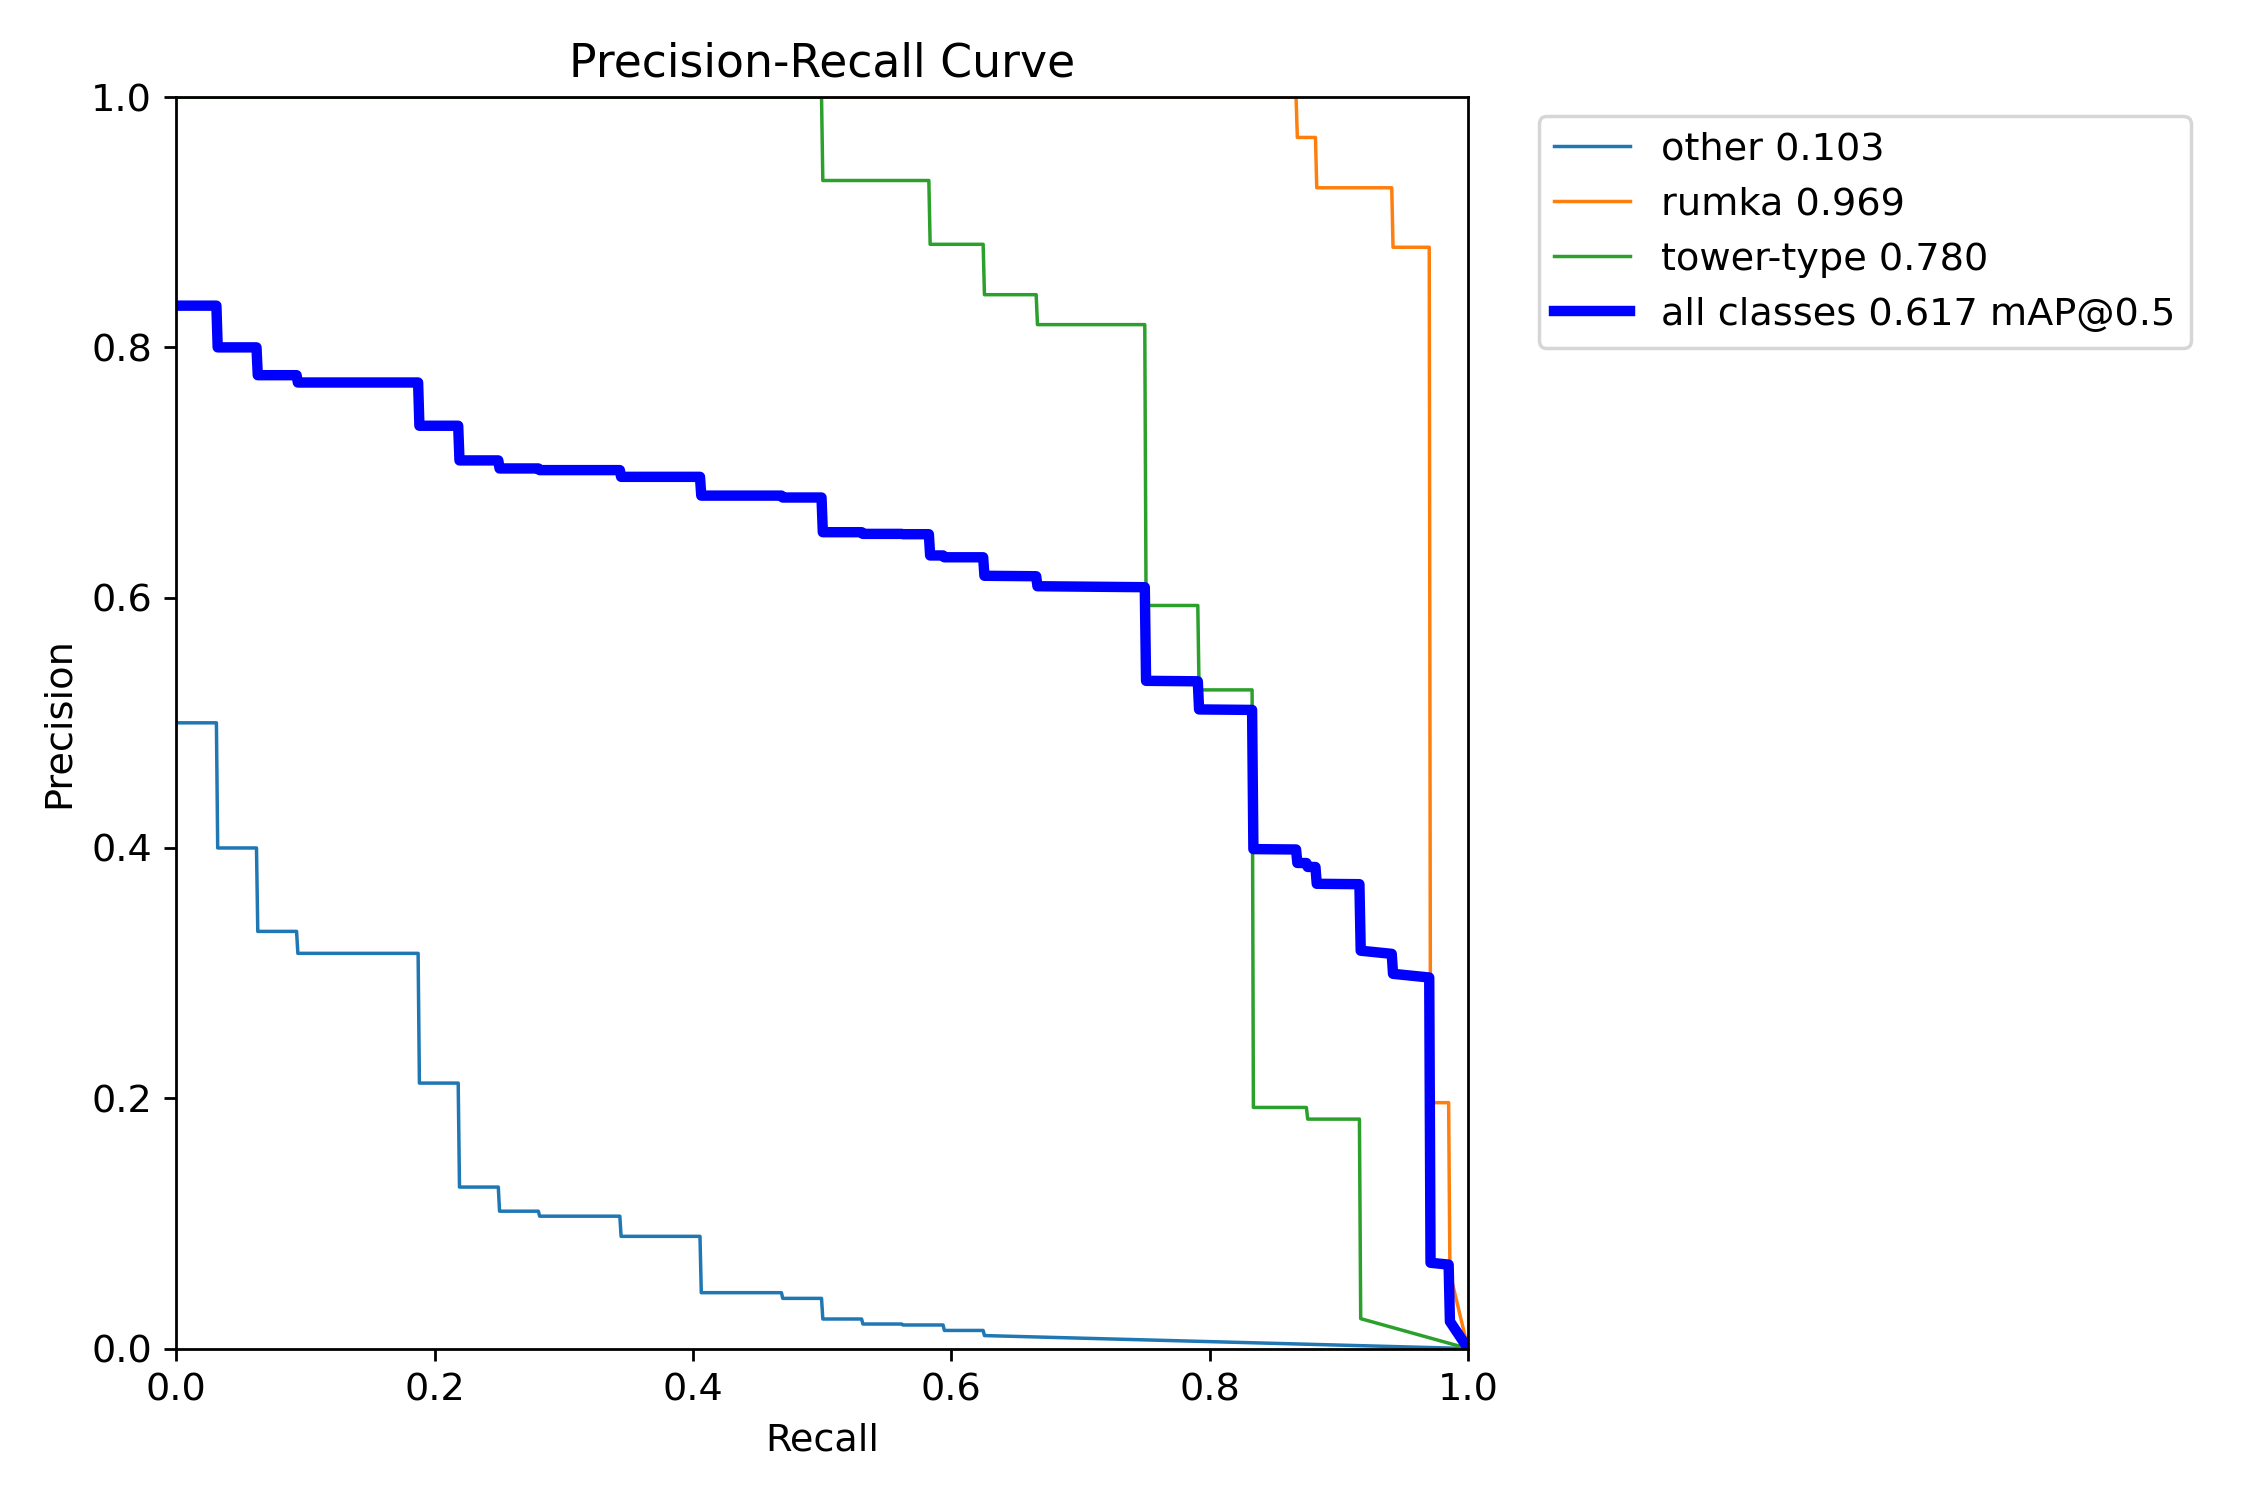 Precision-Recall Curve
1.0
0.8
0.6
0.4
0.2
0.0
Precision
0.0 0.2 0.4 0.6 0.8 1.0
Recall
other 0.103
rumka 0.969
tower-type 0.780
all classes 0.617 mAP@0.5